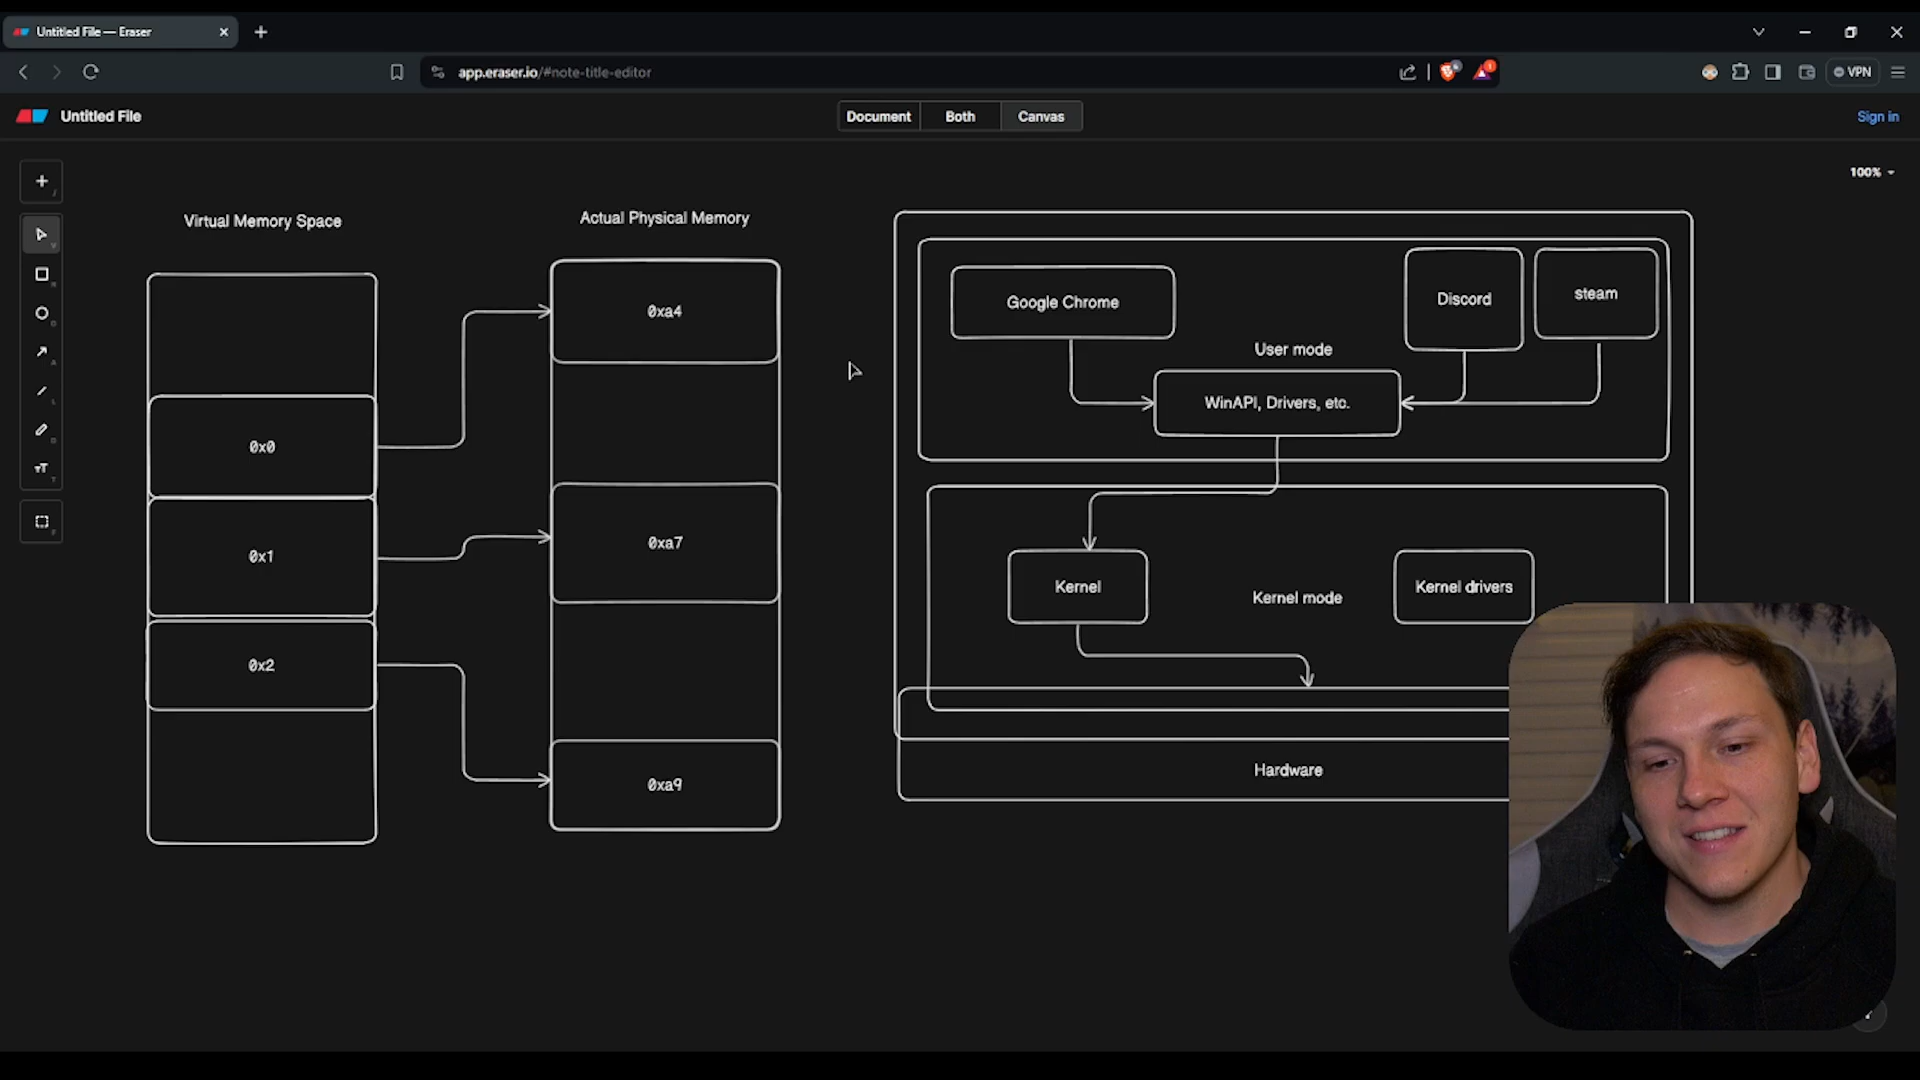 Untitled File — Eraser
app.eraser.io/#note-title-editor
VPN
Untitled File
Document
Both
Canvas
Sign in
100%
Virtual Memory Space
Actual Physical Memory
0x0
0x1
0x2
0xa4
0xa7
0xa9
Google Chrome
Discord
steam
User mode
WinAPI, Drivers, etc.
Kernel
Kernel mode
Kernel drivers
Hardware